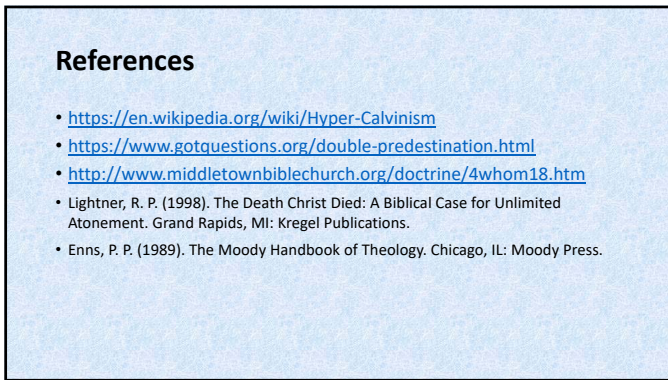 References
• https://en.wikipedia.org/wiki/Hyper-Calvinism
• https://www.gotquestions.org/double-predestination.html
• http://www.middletownbiblechurch.org/doctrine/4whom18.htm
• Lightner, R. P. (1998). The Death Christ Died: A Biblical Case for Unlimited
Atonement. Grand Rapids, MI: Kregel Publications.
• Enns, P. P. (1989). The Moody Handbook of Theology. Chicago, IL: Moody Press.